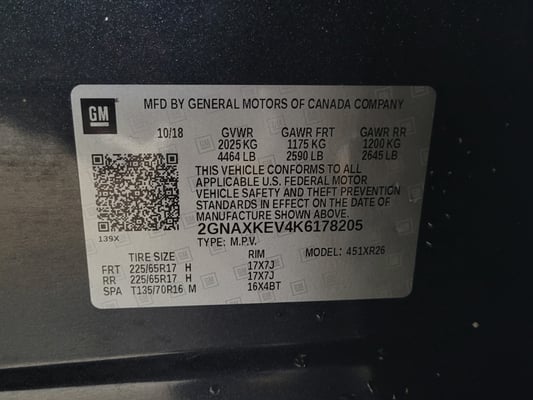 GM
MFD BY GENERAL MOTORS OF CANADA COMPANY
10/18 GVWR GAWR FRT GAWR RR
2025 KG 1175 KG 1200 KG
4464 LB 2590 LB 2645 LB
THIS VEHICLE CONFORMS TO ALL
APPLICABLE U.S. FEDERAL MOTOR
VEHICLE SAFETY AND THEFT PREVENTION
STANDARDS IN EFFECT ON THE DATE OF
MANUFACTURE SHOWN ABOVE.
139X
2GNAXKEV4K6178205
TYPE: M.P.V.
MODEL: 451XR26
TIRE SIZE RIM
FRT 225/65R17 H 17X7J
RR 225/65R17 H 17X7J
SPA T135/70R16 M 16X4BT